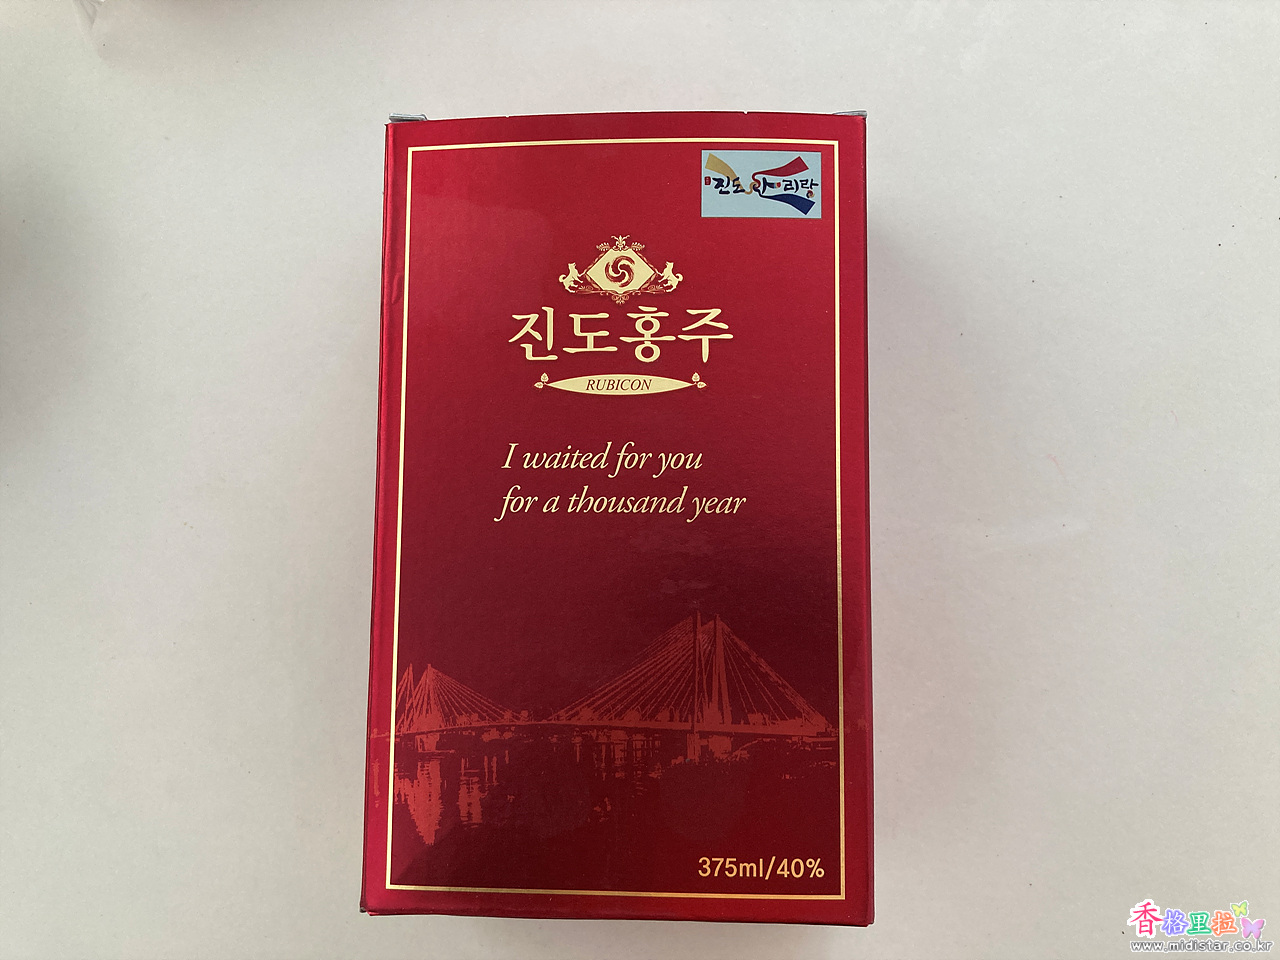 진도아리랑
진도홍주
RUBICON
I waited for you
for a thousand year
375ml/40%
香格里拉
www.midistar.co.kr